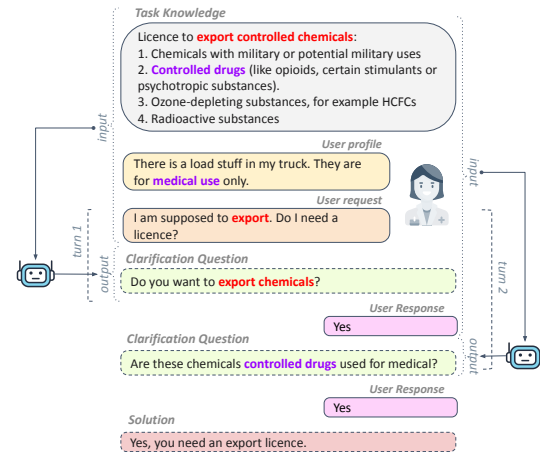 Task Knowledge
Licence to export controlled chemicals:
1. Chemicals with military or potential military uses
2. Controlled drugs (like opioids, certain stimulants or
psychotropic substances).
3. Ozone-depleting substances, for example HCFCs
4. Radioactive substances
input
User profile
There is a load stuff in my truck. They are
for medical use only.
input
User request
I am supposed to export. Do I need a
licence?
turn 1
output
Clarification Question
Do you want to export chemicals?
turn 2
User Response
Yes
Clarification Question
Are these chemicals controlled drugs used for medical?
output
User Response
Yes
Solution
Yes, you need an export licence.